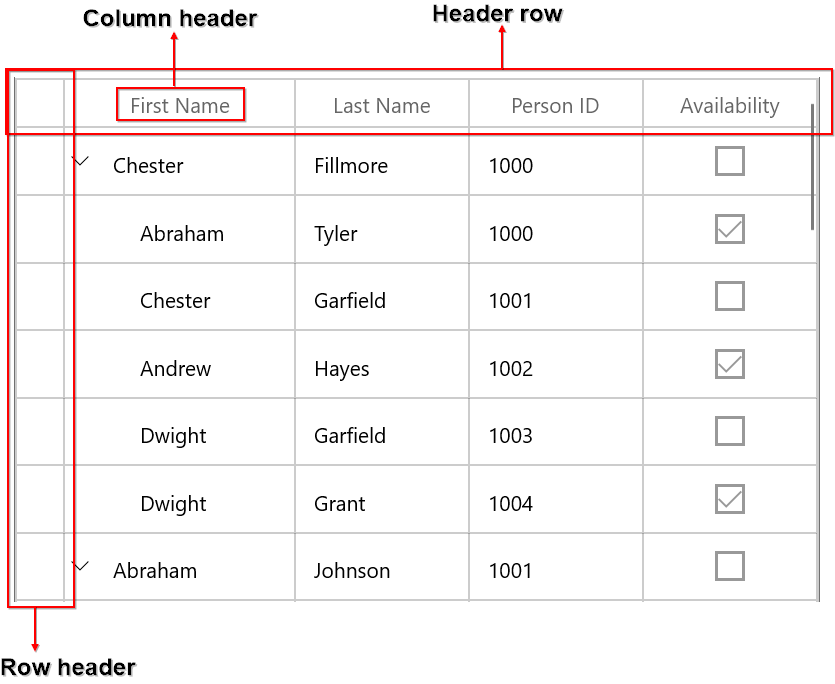 Column header
Header row
First Name Last Name Person ID Availability
Chester Fillmore 1000
Abraham Tyler 1000
Chester Garfield 1001
Andrew Hayes 1002
Dwight Garfield 1003
Dwight Grant 1004
Abraham Johnson 1001
Row header